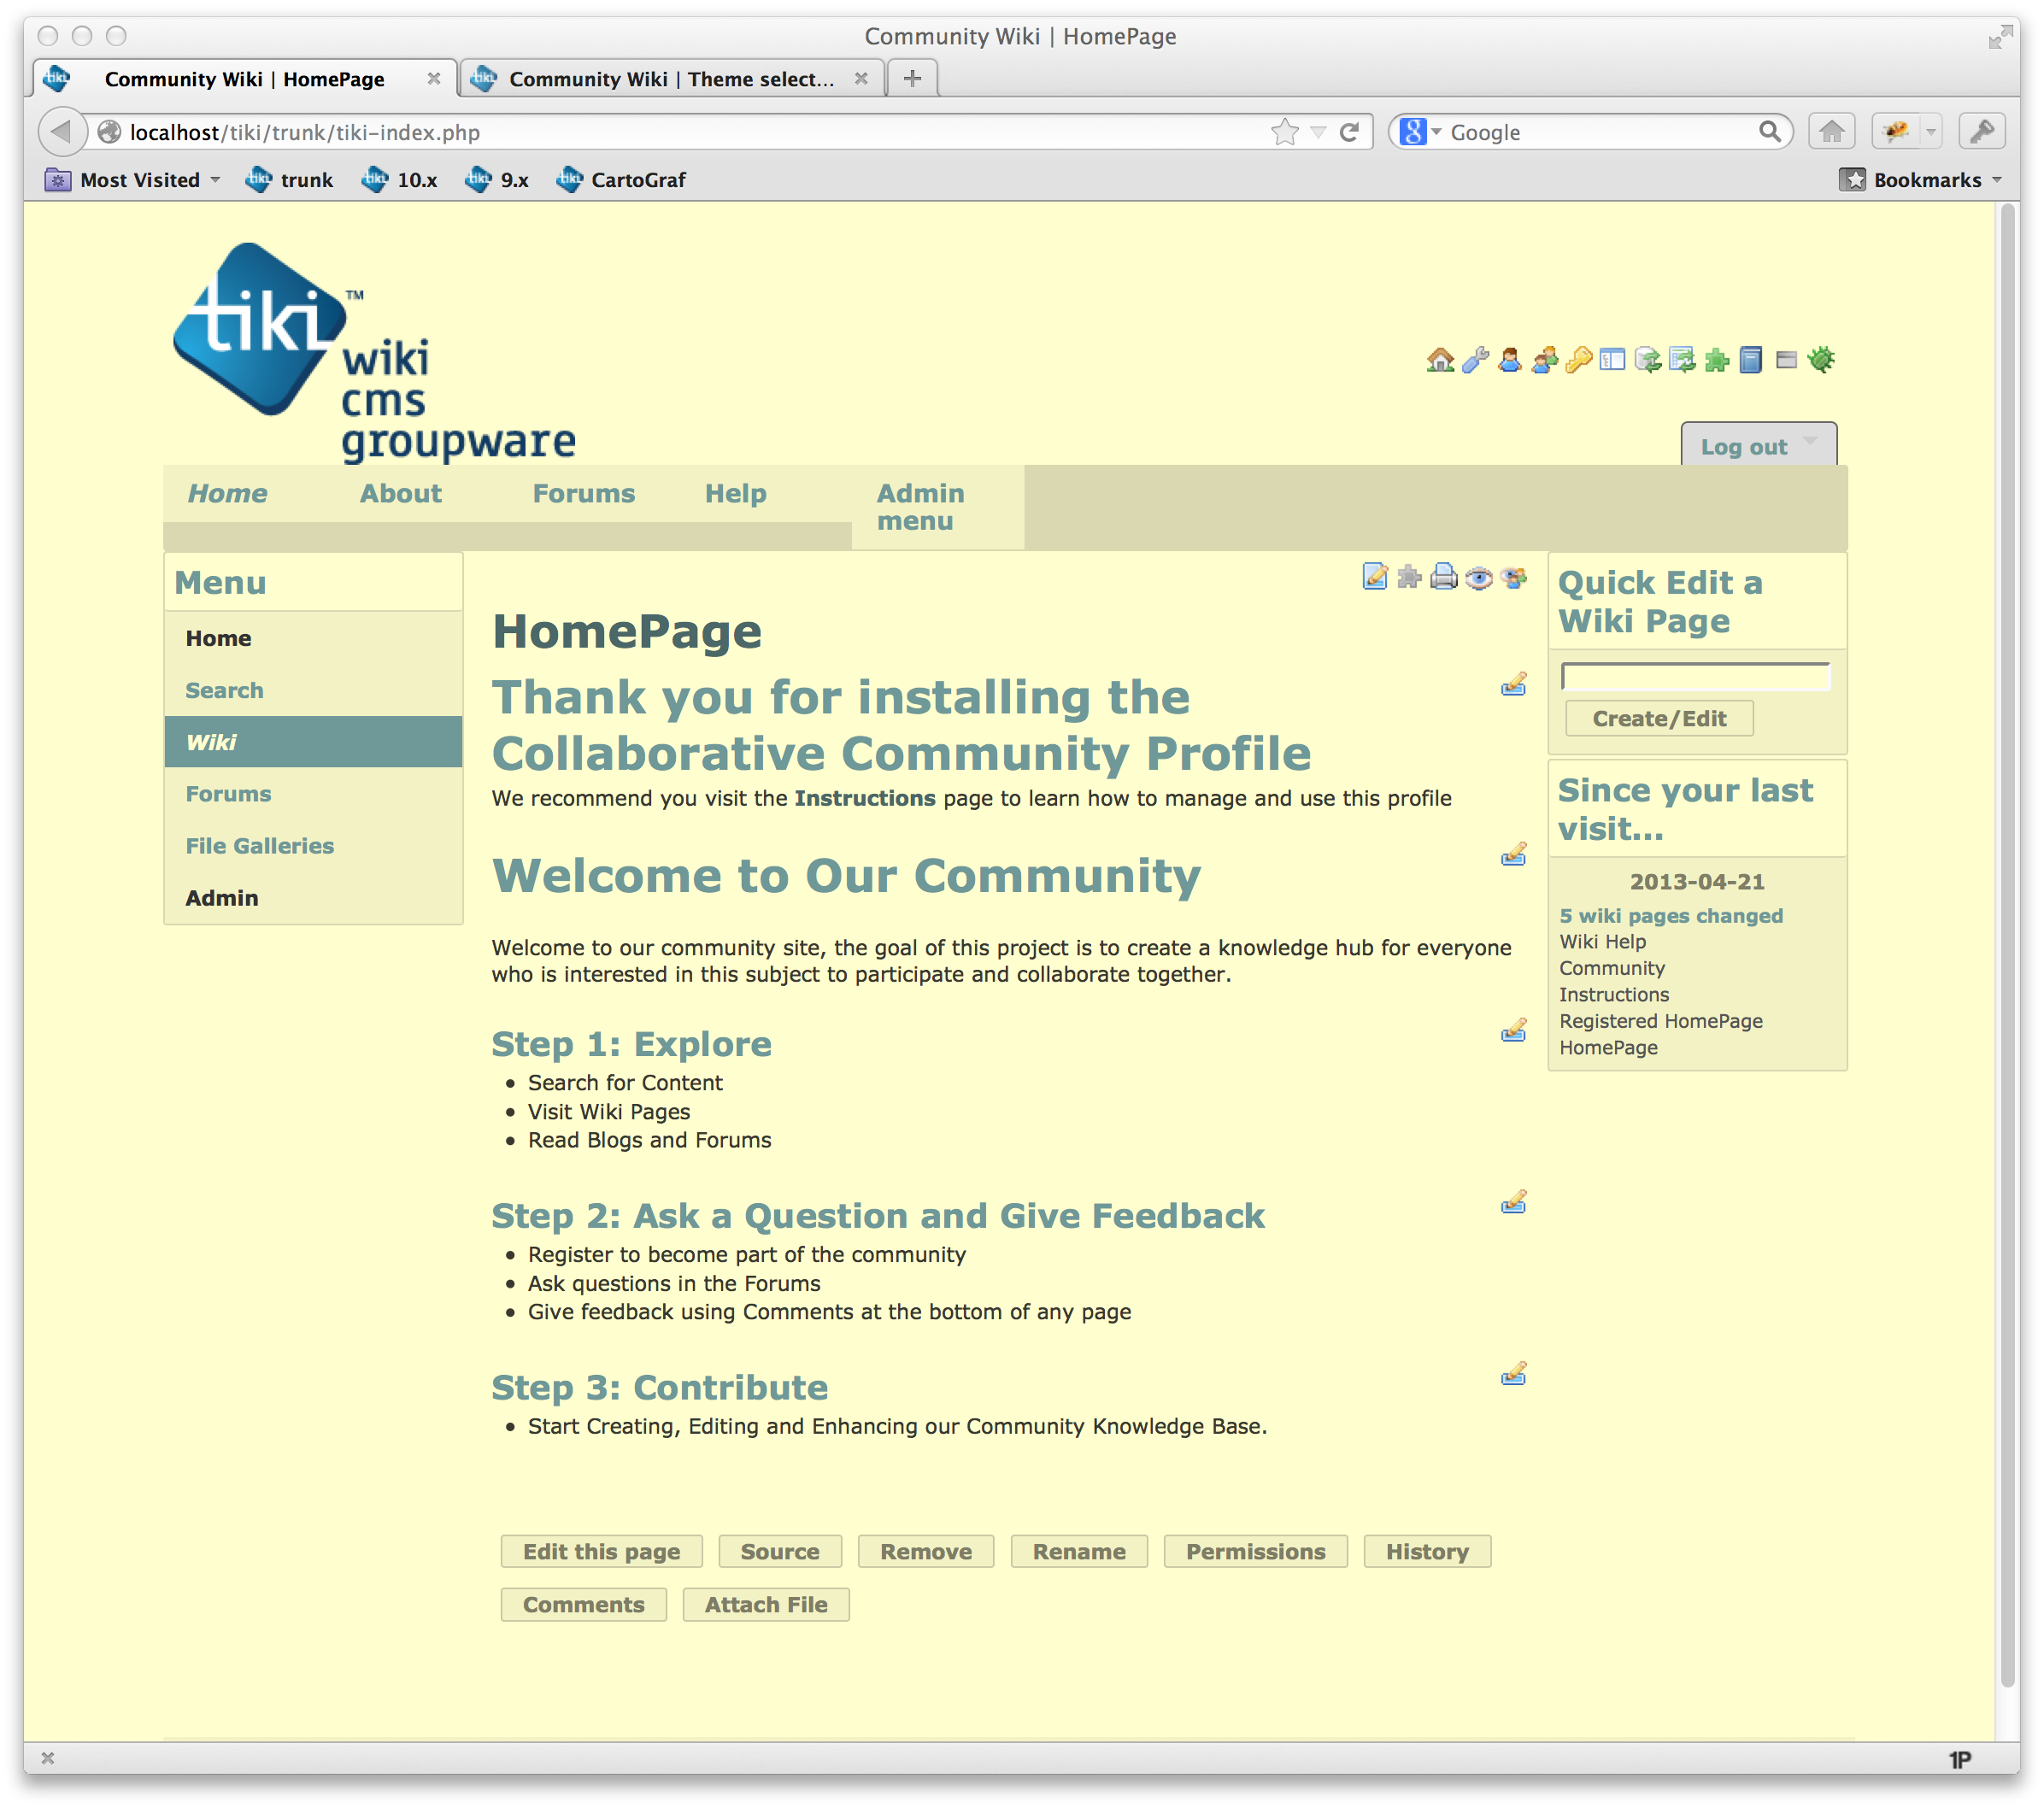 Community Wiki | HomePage
Community Wiki | HomePage
Community Wiki | Theme select...
localhost/tiki/trunk/tiki-index.php
Google
Most Visited
trunk
10.x
9.x
CartoGraf
Bookmarks
tiki™
wiki
cms
groupware
Log out
Home
About
Forums
Help
Admin
menu
Menu
Home
Search
Wiki
Forums
File Galleries
Admin
HomePage
Thank you for installing the
Collaborative Community Profile
We recommend you visit the Instructions page to learn how to manage and use this profile
Welcome to Our Community
Welcome to our community site, the goal of this project is to create a knowledge hub for everyone
who is interested in this subject to participate and collaborate together.
Step 1: Explore
• Search for Content
• Visit Wiki Pages
• Read Blogs and Forums
Step 2: Ask a Question and Give Feedback
• Register to become part of the community
• Ask questions in the Forums
• Give feedback using Comments at the bottom of any page
Step 3: Contribute
• Start Creating, Editing and Enhancing our Community Knowledge Base.
Edit this page
Source
Remove
Rename
Permissions
History
Comments
Attach File
Quick Edit a
Wiki Page
Create/Edit
Since your last
visit...
2013-04-21
5 wiki pages changed
Wiki Help
Community
Instructions
Registered HomePage
HomePage
1P